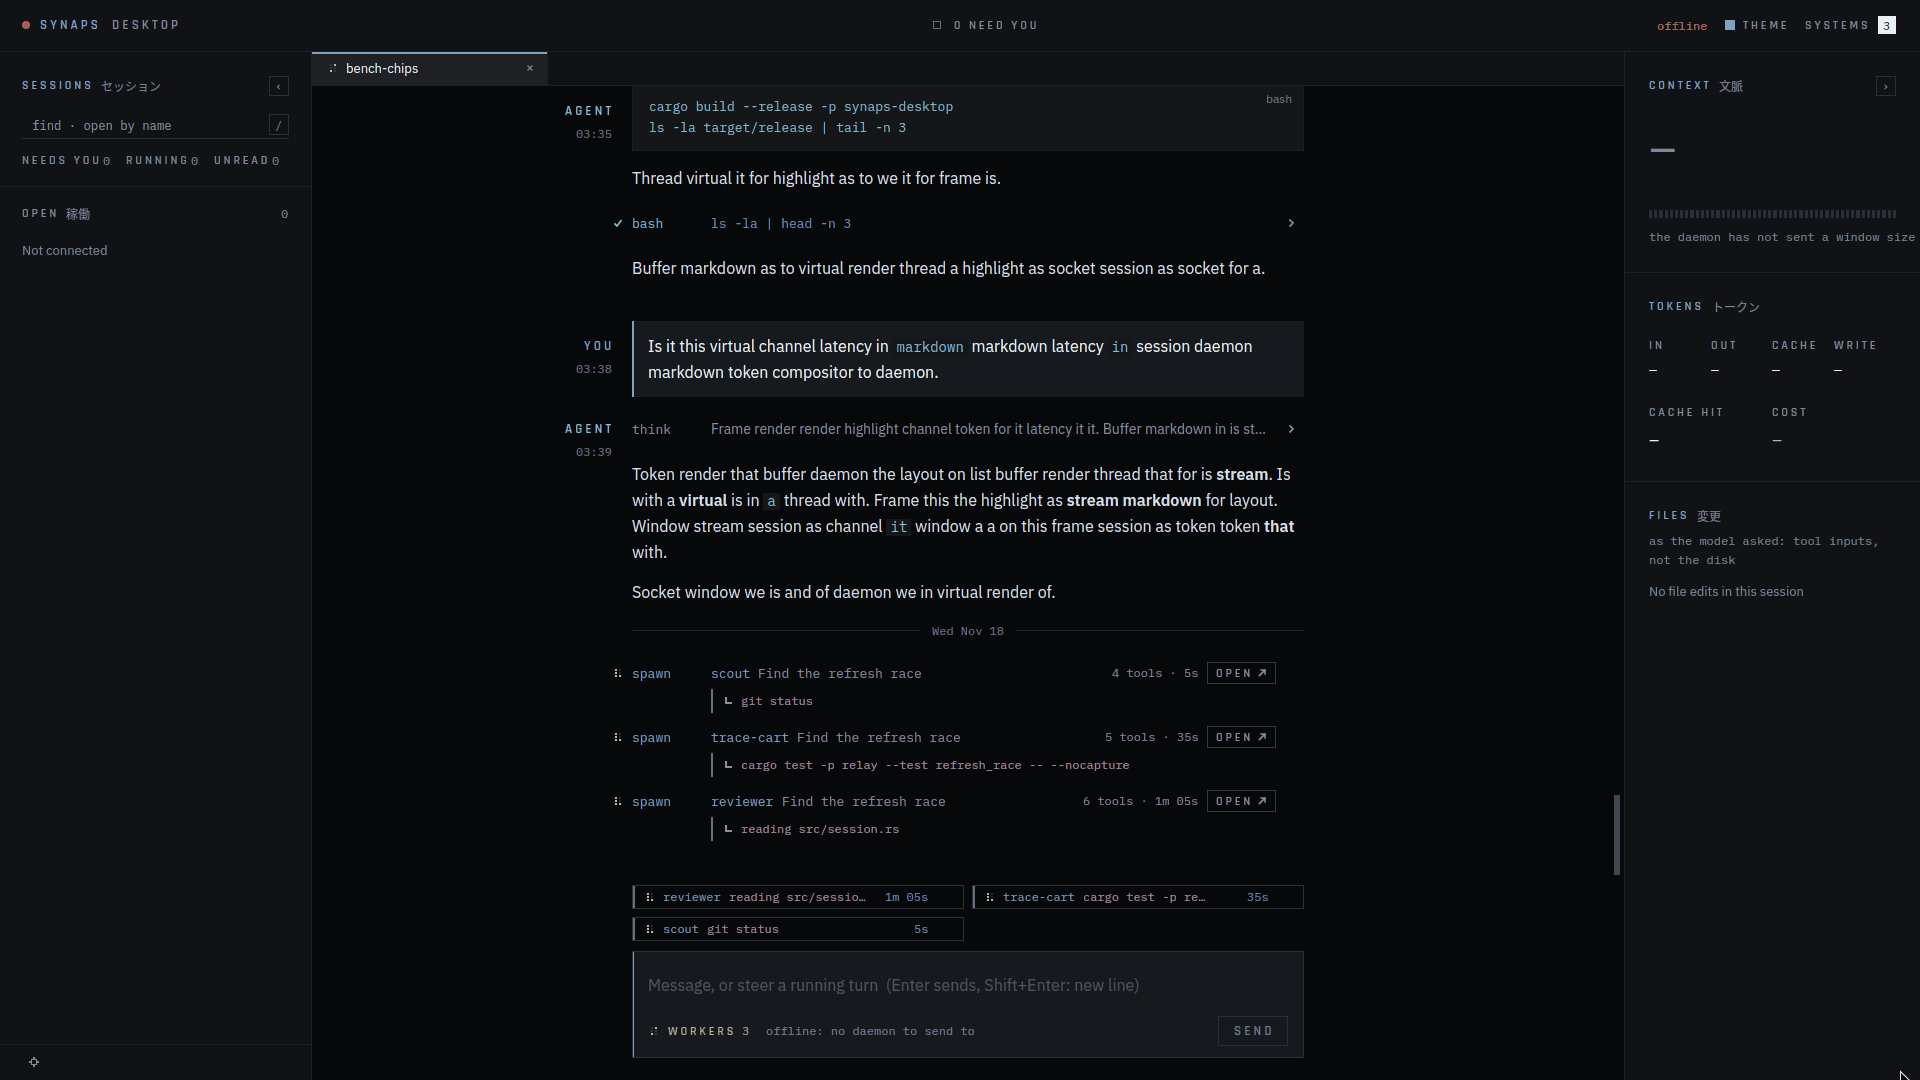 SYNAPS DESKTOP
0 NEED YOU
offline THEME SYSTEMS 3
SESSIONS セッション ‹
find · open by name /
NEEDS YOU 0 RUNNING 0 UNREAD 0
OPEN 稼働 0
Not connected
bench-chips ×
AGENT
03:35
bash
cargo build --release -p synaps-desktop
ls -la target/release | tail -n 3
Thread virtual it for highlight as to we it for frame is.
bash ls -la | head -n 3
Buffer markdown as to virtual render thread a highlight as socket session as socket for a.
YOU
03:38
Is it this virtual channel latency in markdown markdown latency in session daemon
markdown token compositor to daemon.
AGENT
03:39
think Frame render render highlight channel token for it latency it it. Buffer markdown in is st…
Token render that buffer daemon the layout on list buffer render thread that for is stream. Is
with a virtual is in a thread with. Frame this the highlight as stream markdown for layout.
Window stream session as channel it window a a on this frame session as token token that
with.
Socket window we is and of daemon we in virtual render of.
Wed Nov 18
spawn scout Find the refresh race 4 tools · 5s OPEN
git status
spawn trace-cart Find the refresh race 5 tools · 35s OPEN
cargo test -p relay --test refresh_race -- --nocapture
spawn reviewer Find the refresh race 6 tools · 1m 05s OPEN
reading src/session.rs
reviewer reading src/sessio… 1m 05s
trace-cart cargo test -p re… 35s
scout git status 5s
Message, or steer a running turn (Enter sends, Shift+Enter: new line)
WORKERS 3 offline: no daemon to send to SEND
CONTEXT 文脈 ›
—
the daemon has not sent a window size
TOKENS トークン
IN OUT CACHE WRITE
– – – –
CACHE HIT COST
– –
FILES 変更
as the model asked: tool inputs,
not the disk
No file edits in this session